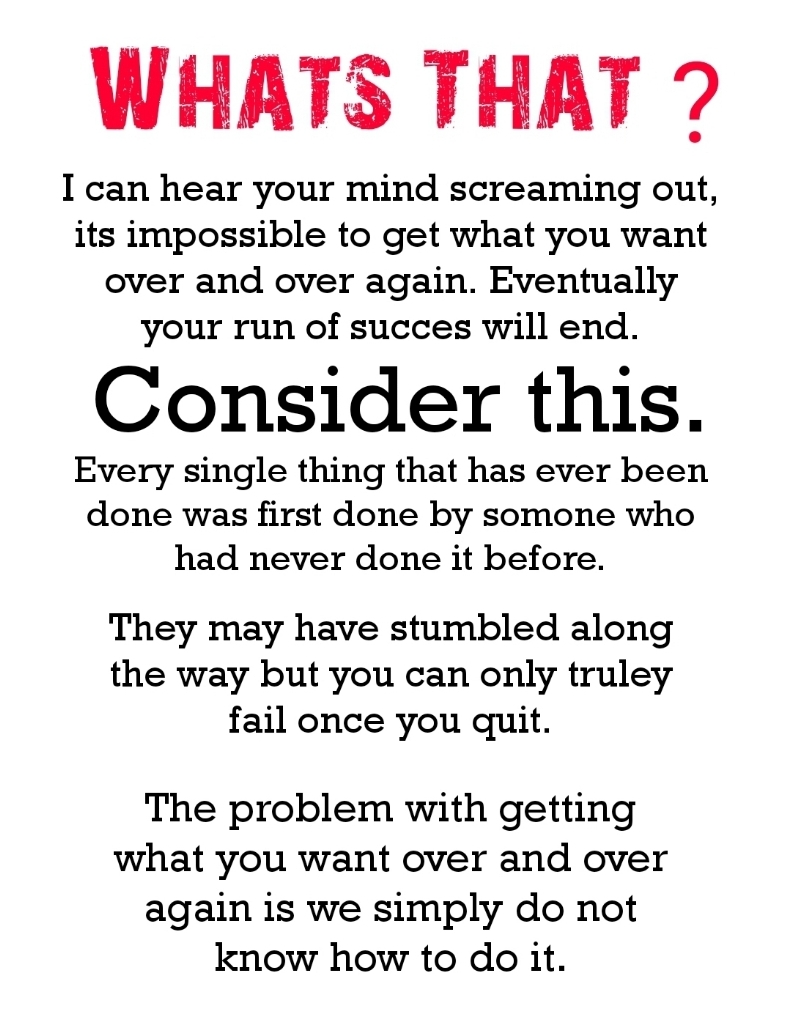 WHATS THAT ?
I can hear your mind screaming out,
its impossible to get what you want
over and over again. Eventually
your run of succes will end.
Consider this.
Every single thing that has ever been
done was first done by somone who
had never done it before.
They may have stumbled along
the way but you can only truley
fail once you quit.
The problem with getting
what you want over and over
again is we simply do not
know how to do it.